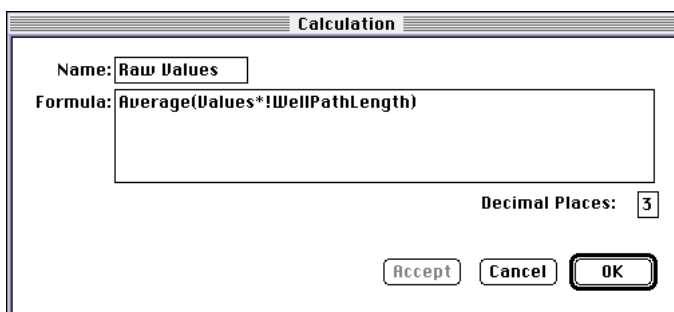 Calculation
Name: Raw Values
Formula: Average(Values*!WellPathLength)
Decimal Places: 3
Accept Cancel OK